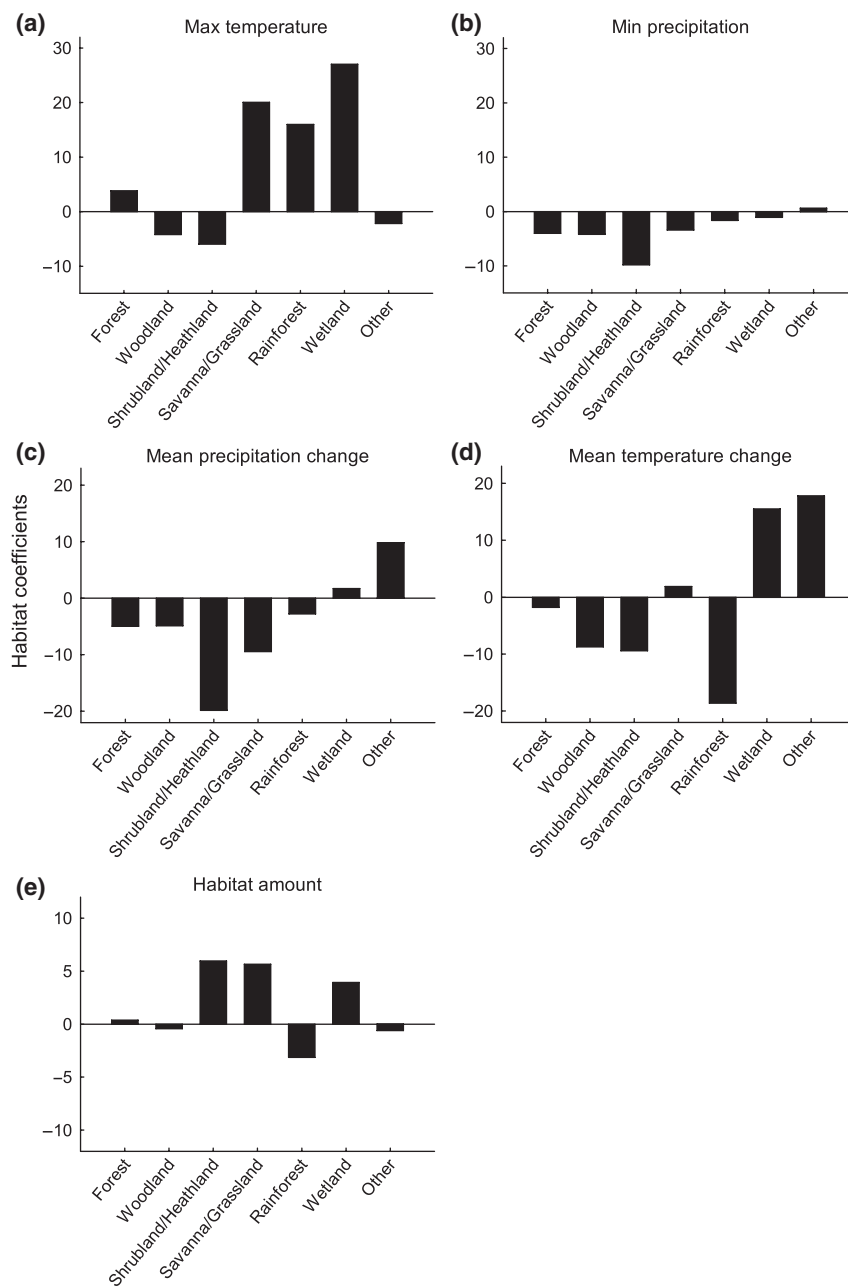 (a)
Max temperature
30
20
10
0
–10
Forest
Woodland
Shrubland/Heathland
Savanna/Grassland
Rainforest
Wetland
Other
(b)
Min precipitation
30
20
10
0
–10
Forest
Woodland
Shrubland/Heathland
Savanna/Grassland
Rainforest
Wetland
Other
Habitat coefficients
(c)
Mean precipitation change
20
10
0
–10
–20
Forest
Woodland
Shrubland/Heathland
Savanna/Grassland
Rainforest
Wetland
Other
(d)
Mean temperature change
20
10
0
–10
–20
Forest
Woodland
Shrubland/Heathland
Savanna/Grassland
Rainforest
Wetland
Other
(e)
Habitat amount
10
5
0
–5
–10
Forest
Woodland
Shrubland/Heathland
Savanna/Grassland
Rainforest
Wetland
Other